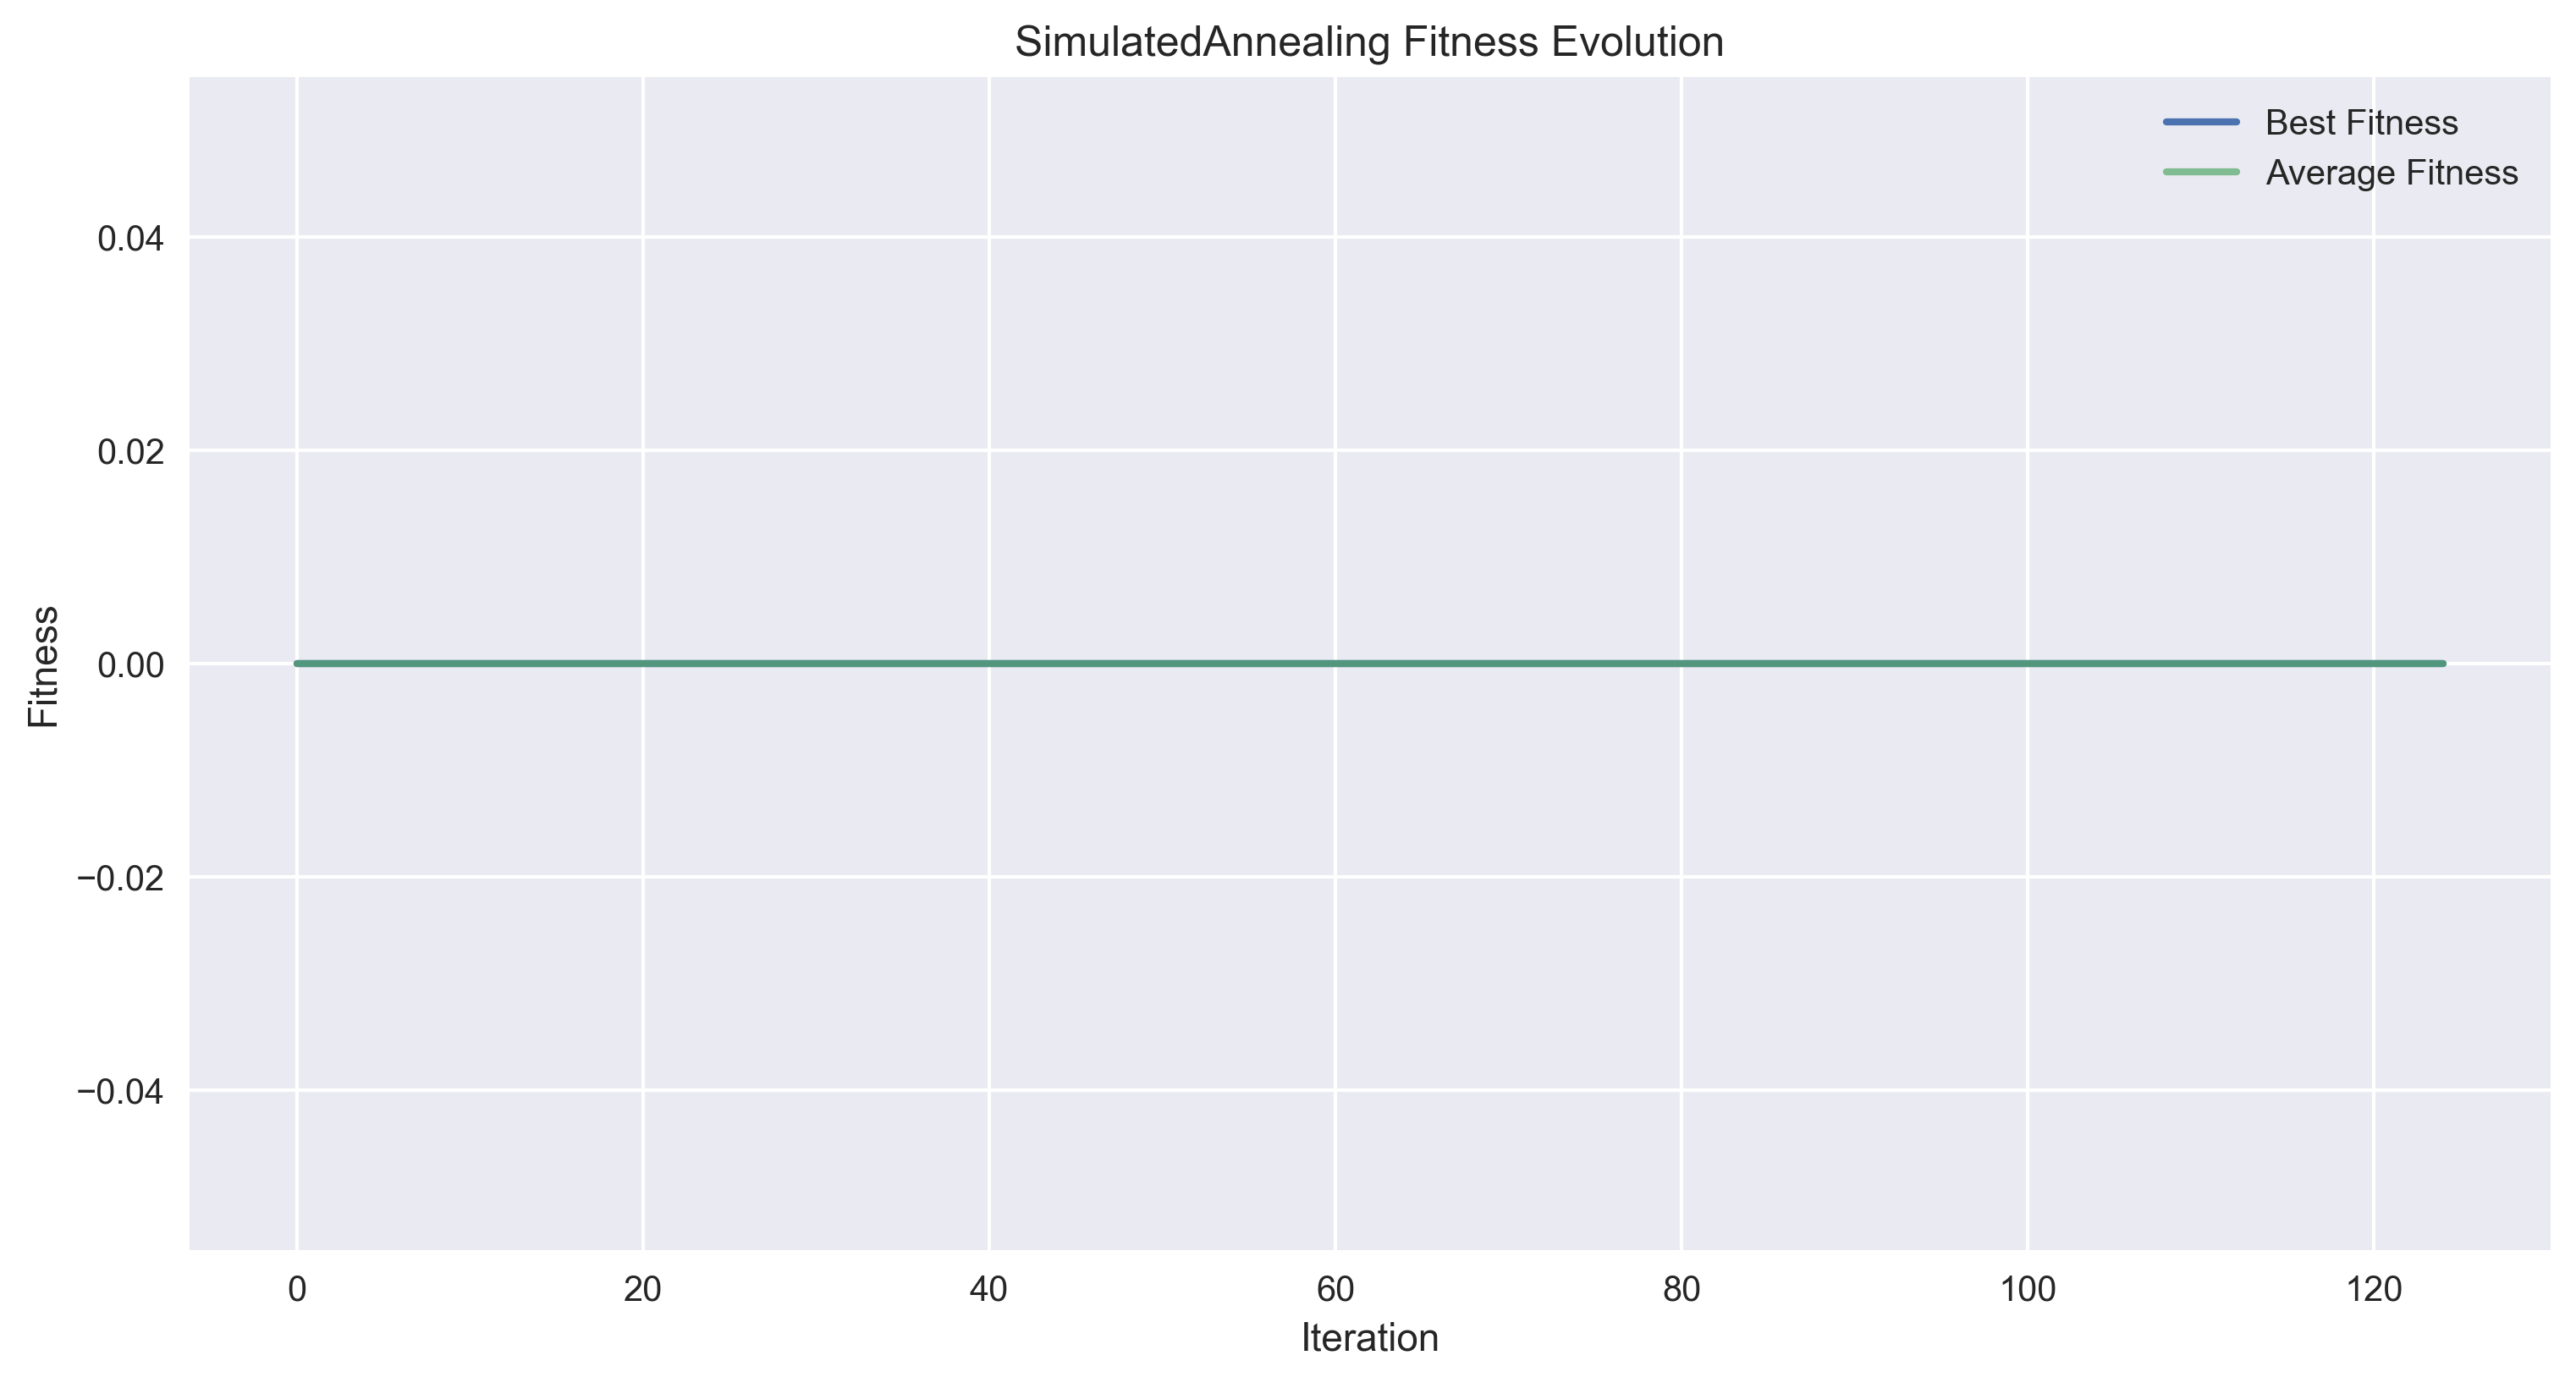 SimulatedAnnealing Fitness Evolution
Best Fitness
Average Fitness
0.04
0.02
0.00
−0.02
−0.04
Fitness
0 20 40 60 80 100 120
Iteration